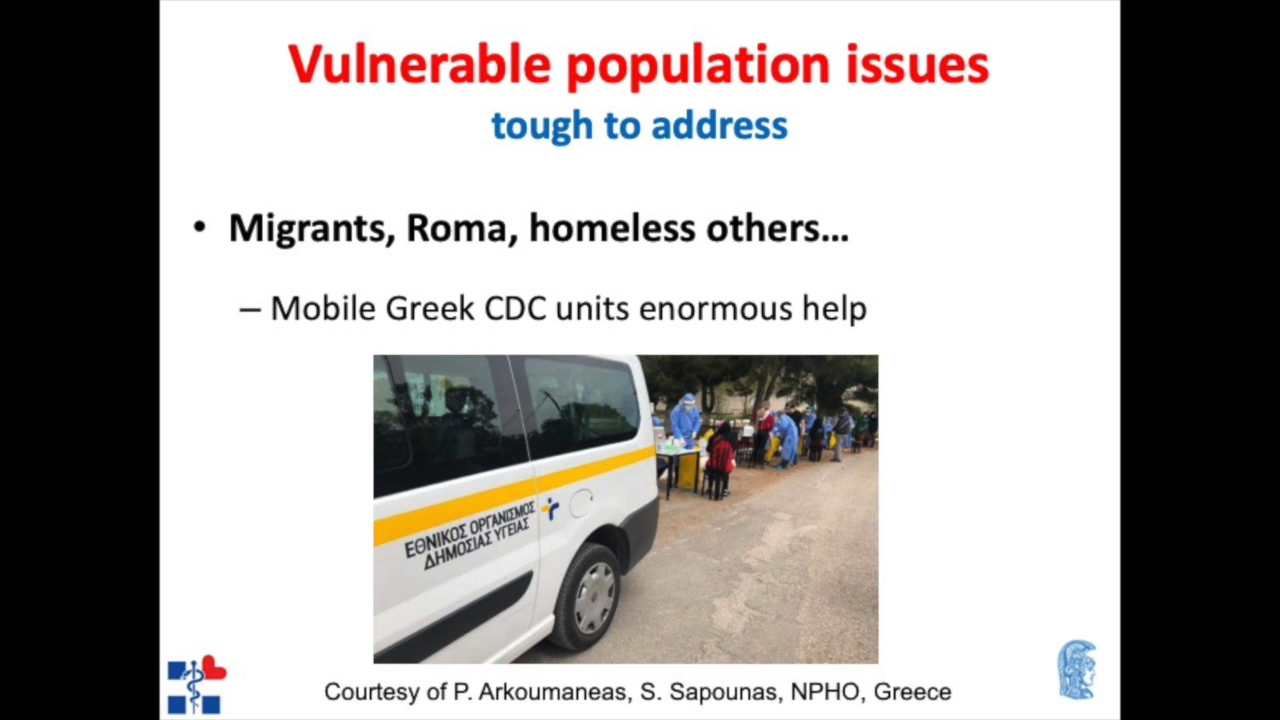 Vulnerable population issues
tough to address
• Migrants, Roma, homeless others…
– Mobile Greek CDC units enormous help
ΕΘΝΙΚΟΣ ΟΡΓΑΝΙΣΜΟΣ
ΔΗΜΟΣΙΑΣ ΥΓΕΙΑΣ
Courtesy of P. Arkoumaneas, S. Sapounas, NPHO, Greece